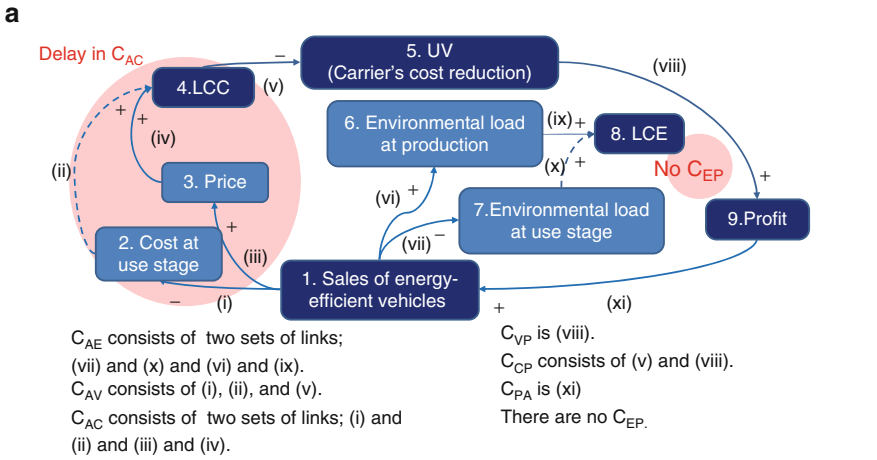 a
Delay in CAC
4.LCC
−
(v)
5. UV
(Carrier's cost reduction)
(viii)
+
+
(iv)
(ii)
3. Price
6. Environmental load
at production
(ix) +
8. LCE
(x) +
No CEP
+
9.Profit
(vi) +
7.Environmental load
at use stage
(vii) −
2. Cost at
use stage
+
(iii)
1. Sales of energy-
efficient vehicles
−
(i)
+
(xi)
CAE consists of two sets of links;
(vii) and (x) and (vi) and (ix).
CAV consists of (i), (ii), and (v).
CAC consists of two sets of links; (i) and
(ii) and (iii) and (iv).
CVP is (viii).
CCP consists of (v) and (viii).
CPA is (xi)
There are no CEP.